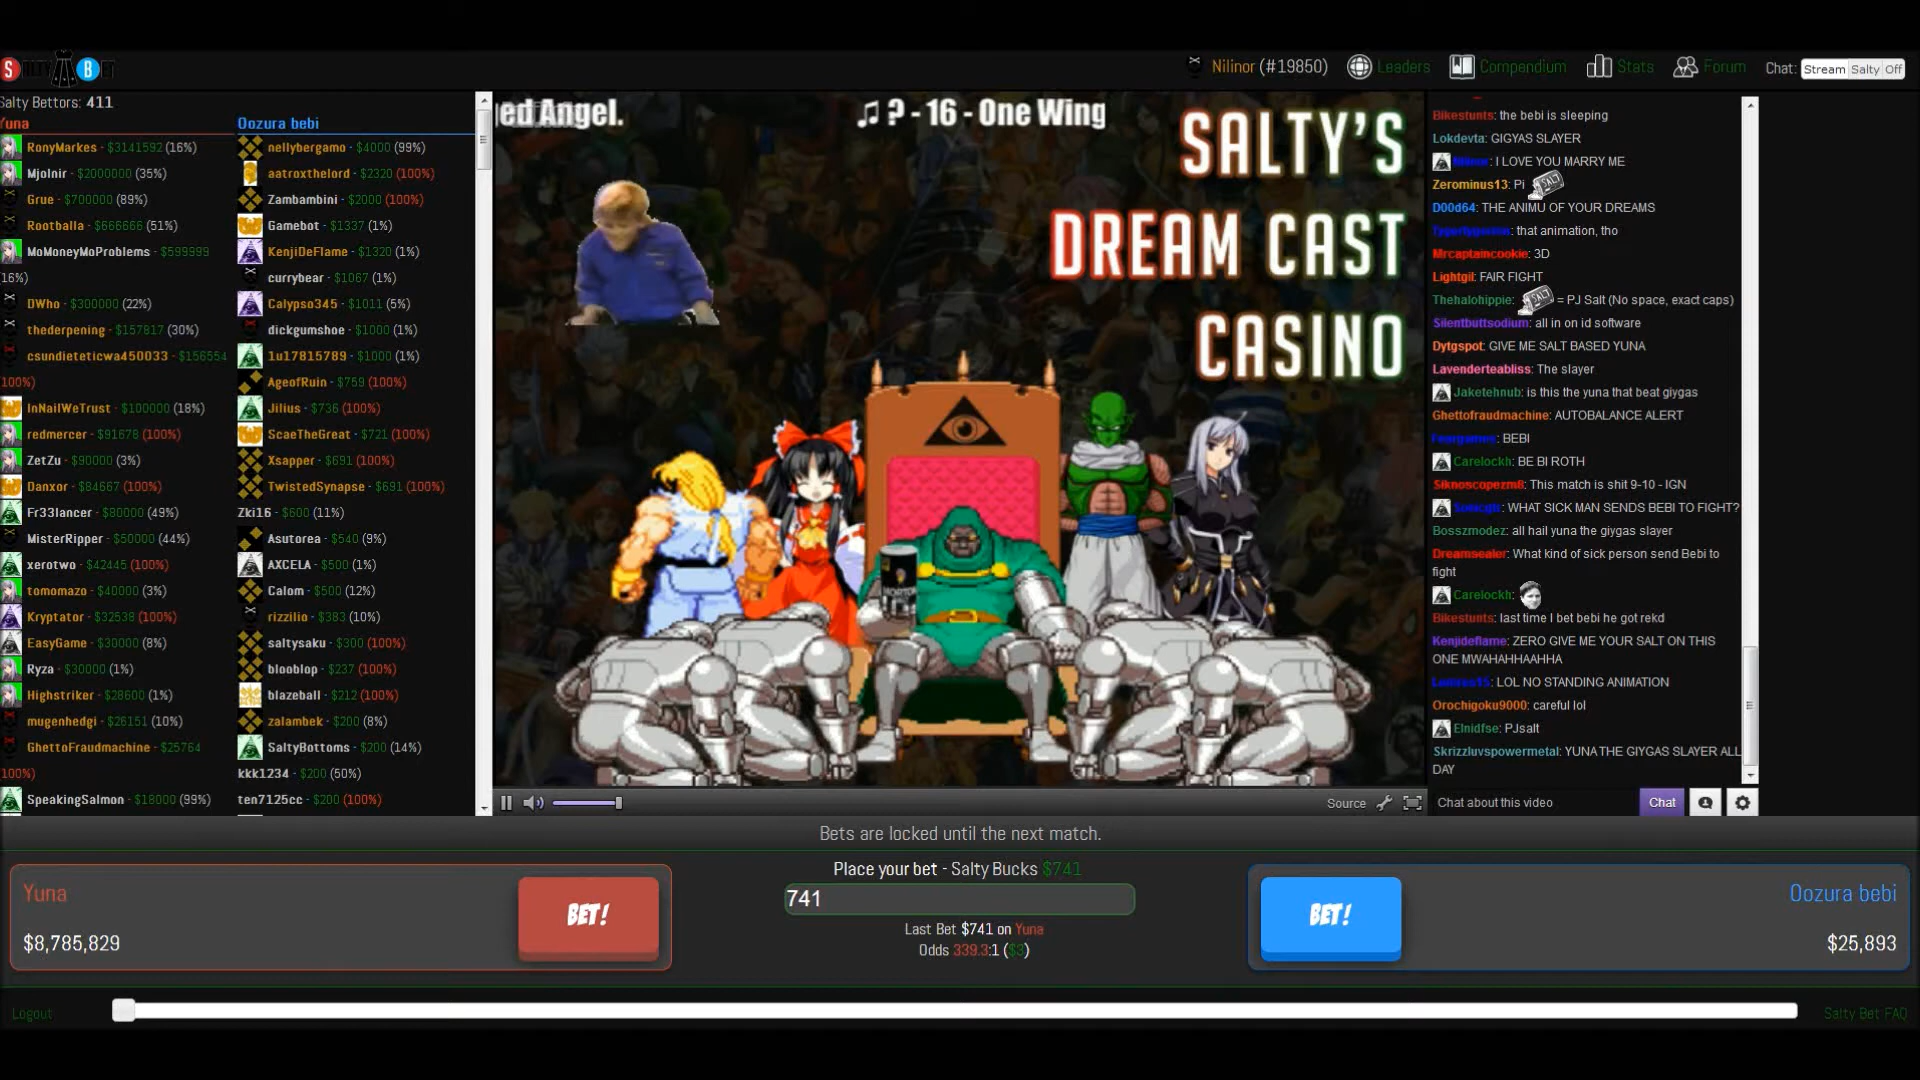 SALTY BET
Nilinor (#19850)
Leaders
Compendium
Stats
Forum
Chat:
Stream
Salty
Off
Salty Bettors: 411
Yuna
RonyMarkes - $3141592 (16%)
Mjolnir - $2000000 (35%)
Grue - $700000 (89%)
Rootballa - $666666 (51%)
MoMoneyMoProblems - $599999
(16%)
DWho - $300000 (22%)
thederpening - $157817 (30%)
csundieteticwa450033 - $156554
(100%)
InNailWeTrust - $100000 (18%)
redmercer - $91678 (100%)
ZetZu - $90000 (3%)
Danxor - $84667 (100%)
Fr33lancer - $80000 (49%)
MisterRipper - $50000 (44%)
xerotwo - $42445 (100%)
tomomazo - $40000 (3%)
Kryptator - $32538 (100%)
EasyGame - $30000 (8%)
Ryza - $30000 (1%)
Highstriker - $28600 (1%)
mugenhedgi - $26151 (10%)
GhettoFraudmachine - $25764
(100%)
SpeakingSalmon - $18000 (99%)
Oozura bebi
nellybergamo - $4000 (99%)
aatroxthelord - $2320 (100%)
Zambambini - $2000 (100%)
Gamebot - $1337 (1%)
KenjiDeFlame - $1320 (1%)
currybear - $1067 (1%)
Calypso345 - $1011 (5%)
dickgumshoe - $1000 (1%)
1u17815789 - $1000 (1%)
AgeofRuin - $759 (100%)
Jilius - $736 (100%)
ScaeTheGreat - $721 (100%)
Xsapper - $691 (100%)
TwistedSynapse - $691 (100%)
Zki16 - $600 (11%)
Asutorea - $540 (9%)
AXCELA - $500 (1%)
Calom - $500 (12%)
rizzilio - $383 (10%)
saltysaku - $300 (100%)
blooblop - $237 (100%)
blazeball - $212 (100%)
zalambek - $200 (8%)
SaltyBottoms - $200 (14%)
kkk1234 - $200 (50%)
ten7125cc - $200 (100%)
ed Angel.
♫ ? - 16 - One Wing
SALTY'S
DREAM CAST
CASINO
Source
Bikestunts: the bebi is sleeping
Lokdevta: GIGYAS SLAYER
Nilinor: I LOVE YOU MARRY ME
Zerominus13: Pi
D00d64: THE ANIMU OF YOUR DREAMS
that animation, tho
Mrcaptaincookie: 3D
Lightgil: FAIR FIGHT
Thehalohippie: = PJ Salt (No space, exact caps)
Silentbuttsodium: all in on id software
Dytgspot: GIVE ME SALT BASED YUNA
Lavenderteabliss: The slayer
Jaketehnub: is this the yuna that beat giygas
Ghettofraudmachine: AUTOBALANCE ALERT
BEBI
Carelockh: BE BI ROTH
Siknoscopezm8: This match is shit 9-10 - IGN
WHAT SICK MAN SENDS BEBI TO FIGHT?
Bosszmodez: all hail yuna the giygas slayer
Dreamsealer: What kind of sick person send Bebi to
fight
Carelockh:
Bikestunts: last time I bet bebi he got rekd
Kenjideflame: ZERO GIVE ME YOUR SALT ON THIS
ONE MWAHAHHAAHHA
LOL NO STANDING ANIMATION
Orochigoku9000: careful lol
Elnidfse: PJsalt
Skrizzluvspowermetal: YUNA THE GIYGAS SLAYER ALL
DAY
Chat about this video
Chat
Bets are locked until the next match.
Yuna
$8,785,829
BET!
Place your bet - Salty Bucks $741
741
Last Bet $741 on Yuna
Odds 339.3:1 ($3)
BET!
Oozura bebi
$25,893
Logout
Salty Bet FAQ